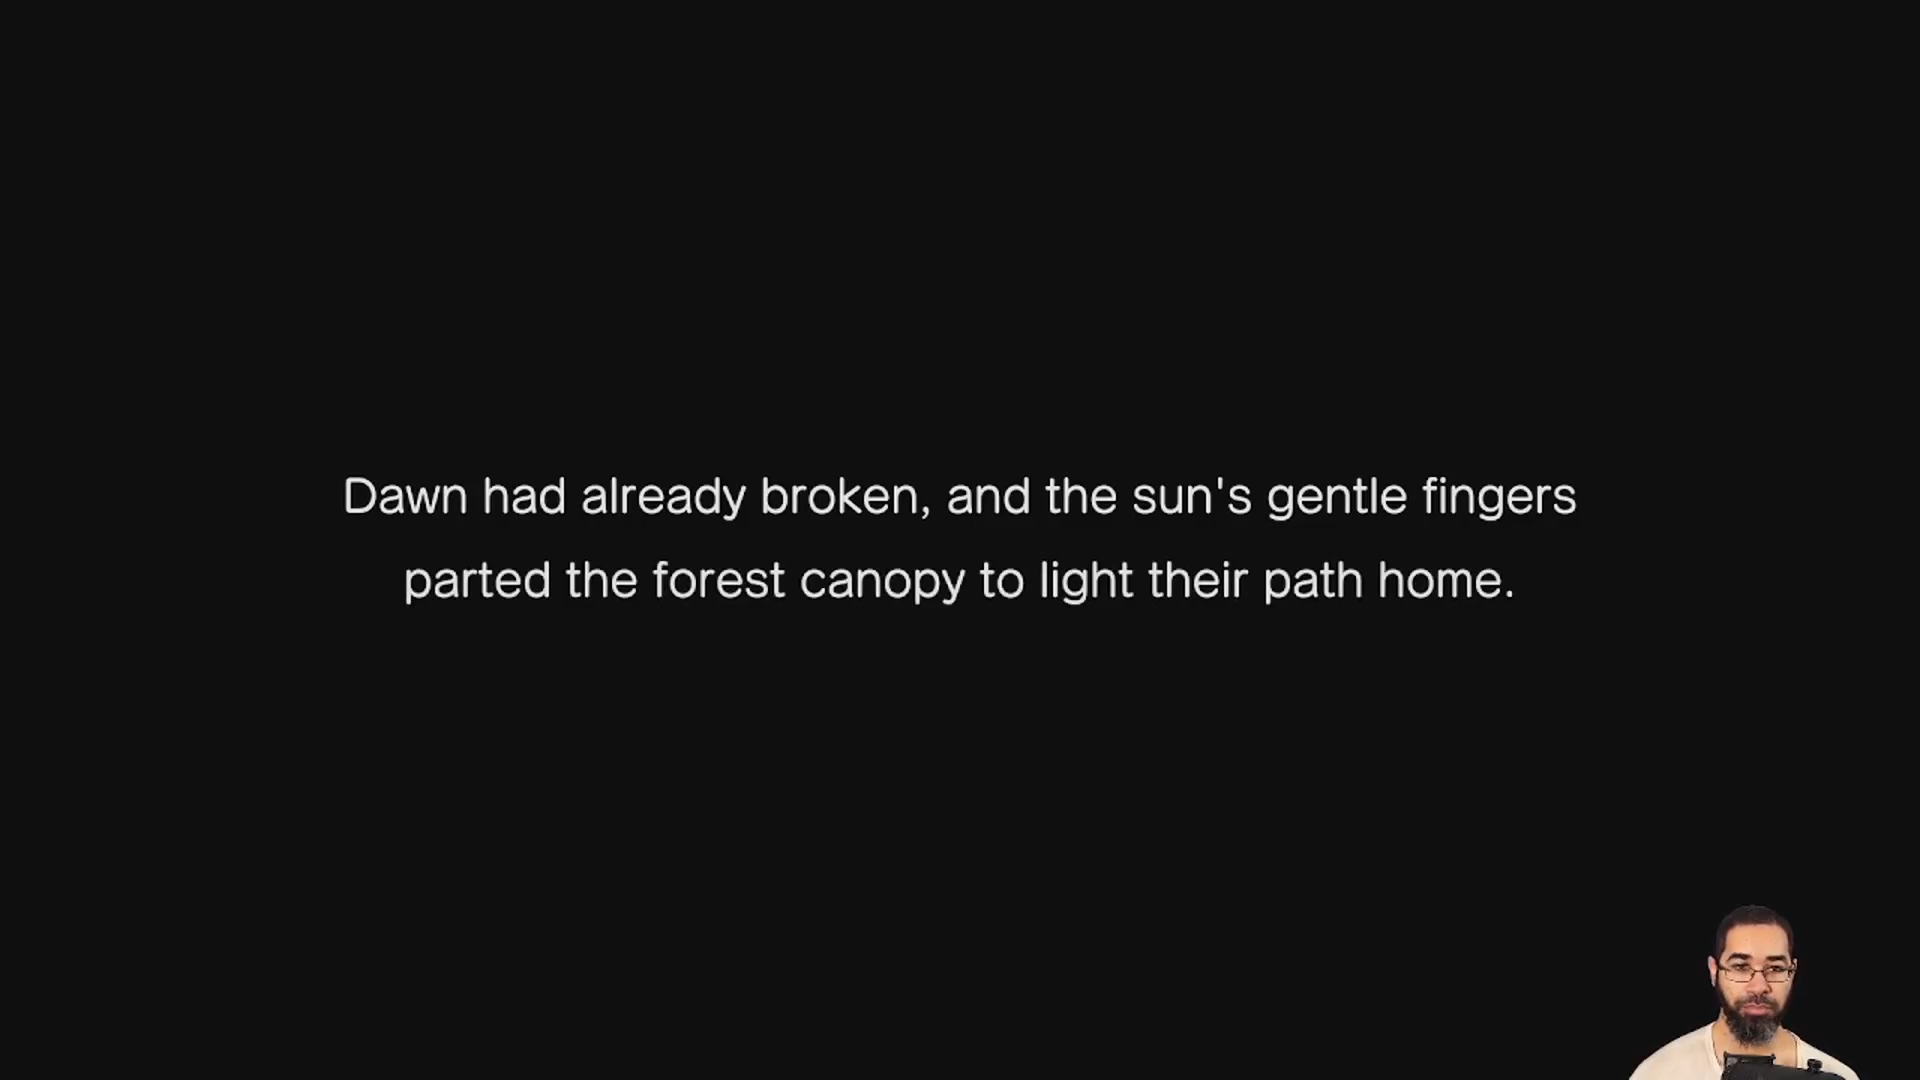 Dawn had already broken, and the sun's gentle fingers
parted the forest canopy to light their path home.